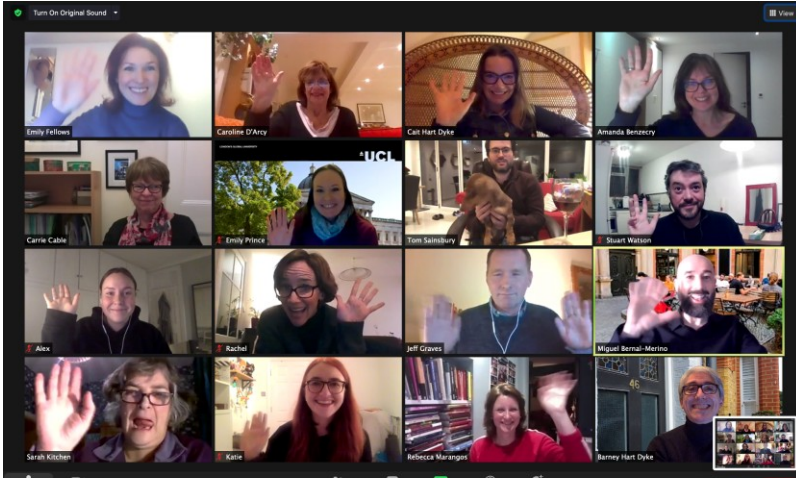 Turn On Original Sound
View
Emily Fellows
Caroline D'Arcy
Cait Hart Dyke
Amanda Benzecry
Carrie Cable
UCL
Emily Prince
Tom Sainsbury
Stuart Watson
Alex
Rachel
Jeff Graves
Miguel Bernal-Merino
46
Sarah Kitchen
Katie
Rebecca Marangos
Barney Hart Dyke